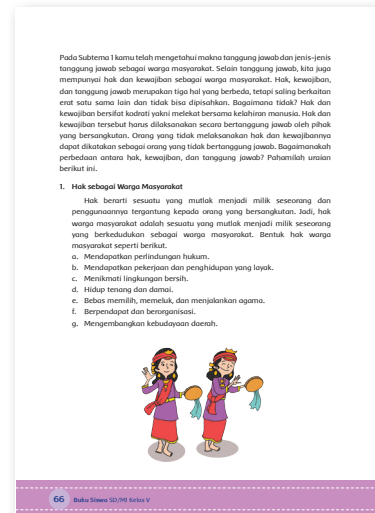 Pada Subtema 1 kamu telah mengetahui makna tanggung jawab dan jenis-jenis
tanggung jawab sebagai warga masyarakat. Selain tanggung jawab, kita juga
mempunyai hak dan kewajiban sebagai warga masyarakat. Hak, kewajiban,
dan tanggung jawab merupakan tiga hal yang berbeda, tetapi saling berkaitan
erat satu sama lain dan tidak bisa dipisahkan. Bagaimana tidak? Hak dan
kewajiban bersifat kodrati yakni melekat bersama kelahiran manusia. Hak dan
kewajiban tersebut harus dilaksanakan secara bertanggung jawab oleh pihak
yang bersangkutan. Orang yang tidak melaksanakan hak dan kewajibannya
dapat dikatakan sebagai orang yang tidak bertanggung jawab. Bagaimanakah
perbedaan antara hak, kewajiban, dan tanggung jawab? Pahamilah uraian
berikut ini.
1. Hak sebagai Warga Masyarakat
Hak berarti sesuatu yang mutlak menjadi milik seseorang dan
penggunaannya tergantung kepada orang yang bersangkutan. Jadi, hak
warga masyarakat adalah sesuatu yang mutlak menjadi milik seseorang
yang berkedudukan sebagai warga masyarakat. Bentuk hak warga
masyarakat seperti berikut.
a. Mendapatkan perlindungan hukum.
b. Mendapatkan pekerjaan dan penghidupan yang layak.
c. Menikmati lingkungan bersih.
d. Hidup tenang dan damai.
e. Bebas memilih, memeluk, dan menjalankan agama.
f. Berpendapat dan berorganisasi.
g. Mengembangkan kebudayaan daerah.
66 Buku Siswa SD/MI Kelas V